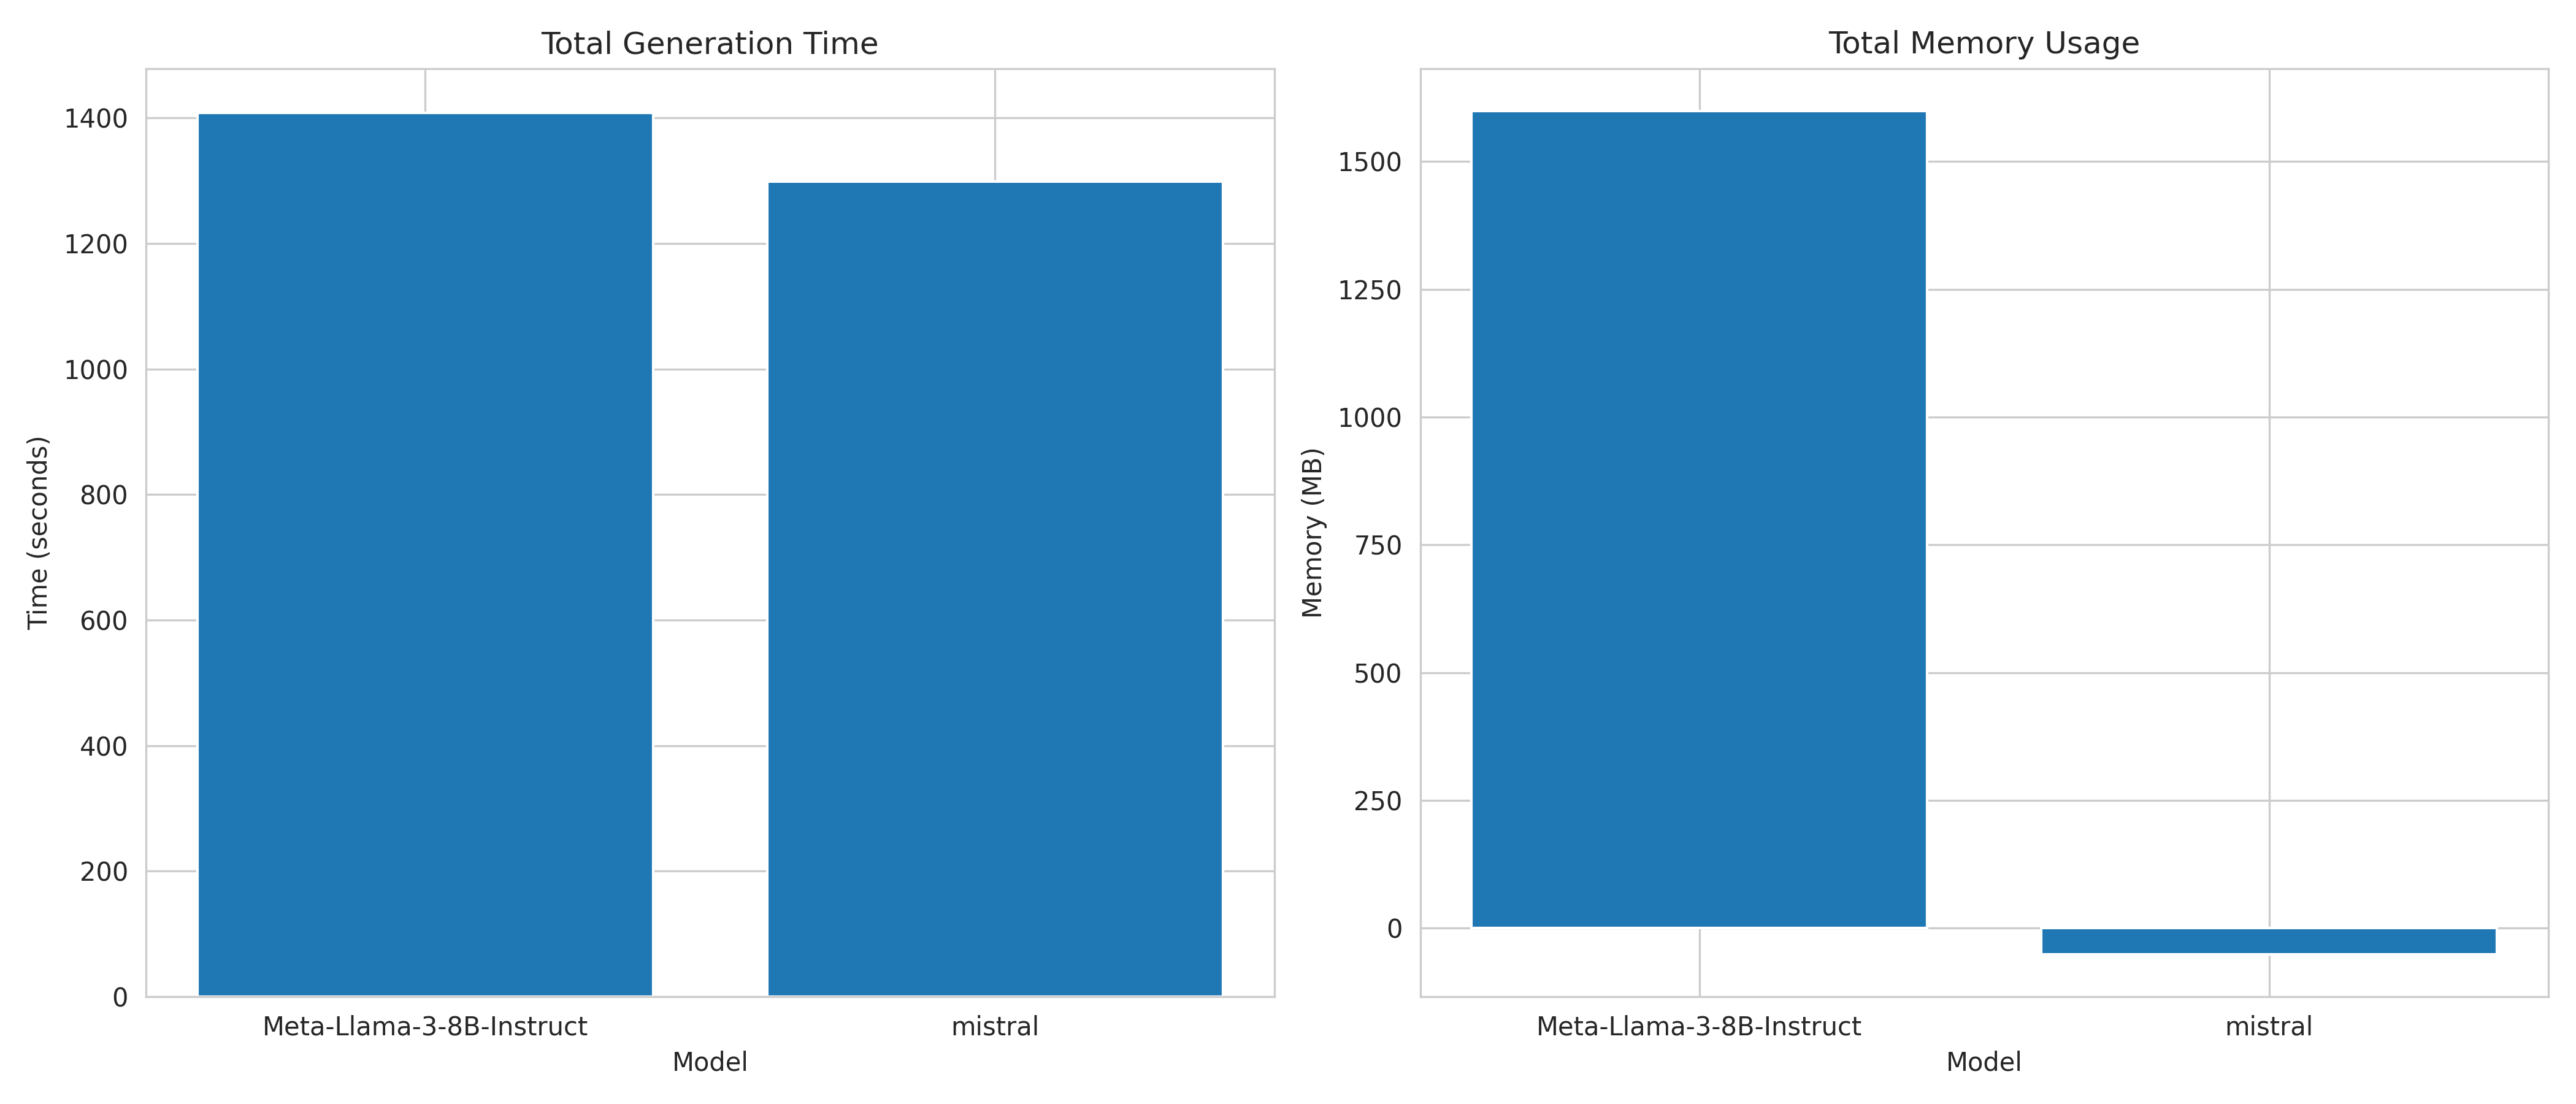 Total Generation Time
1400
1200
1000
800
600
400
200
0
Time (seconds)
Meta-Llama-3-8B-Instruct
mistral
Model
Total Memory Usage
1500
1250
1000
750
500
250
0
Memory (MB)
Meta-Llama-3-8B-Instruct
mistral
Model